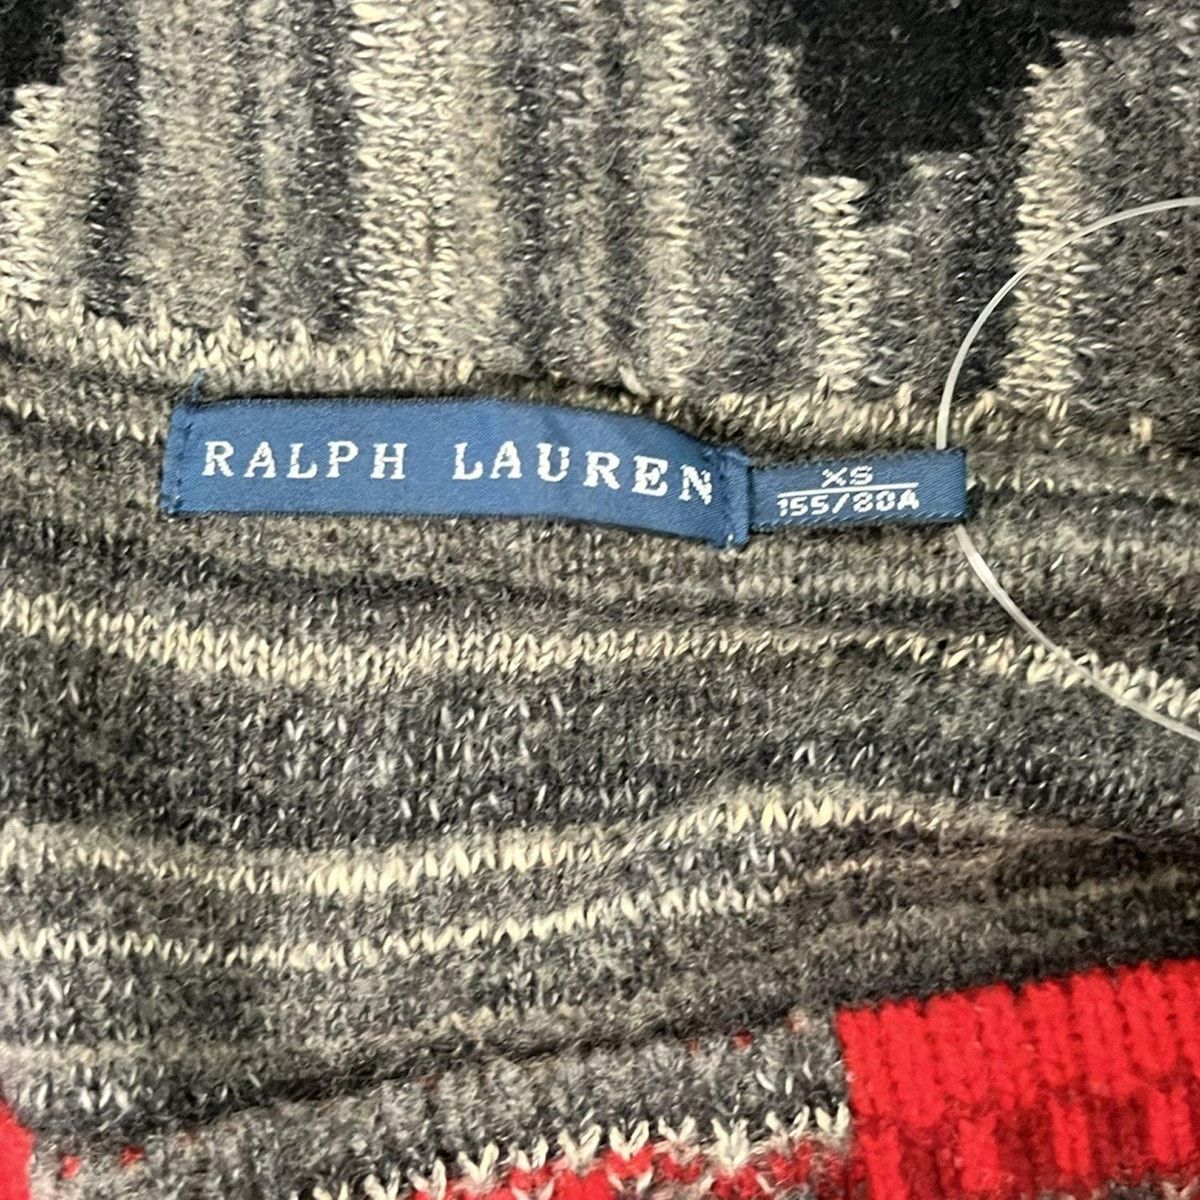 RALPH LAUREN
XS
155/80A